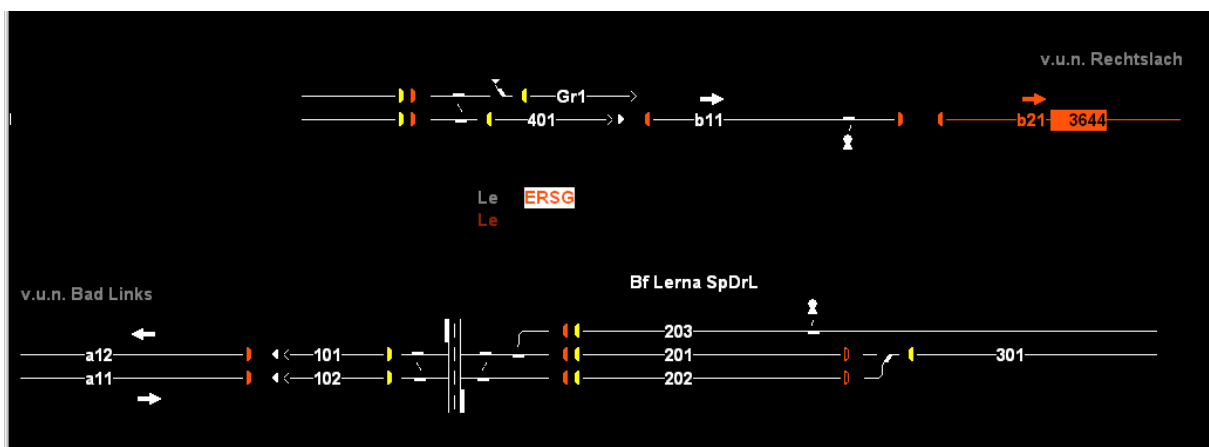 v.u.n. Rechtslach
Gr1
401 b11 b21 3644
Le ERSG
Le
Bf Lerna SpDrL
v.u.n. Bad Links
203
a12 101 201 301
a11 102 202